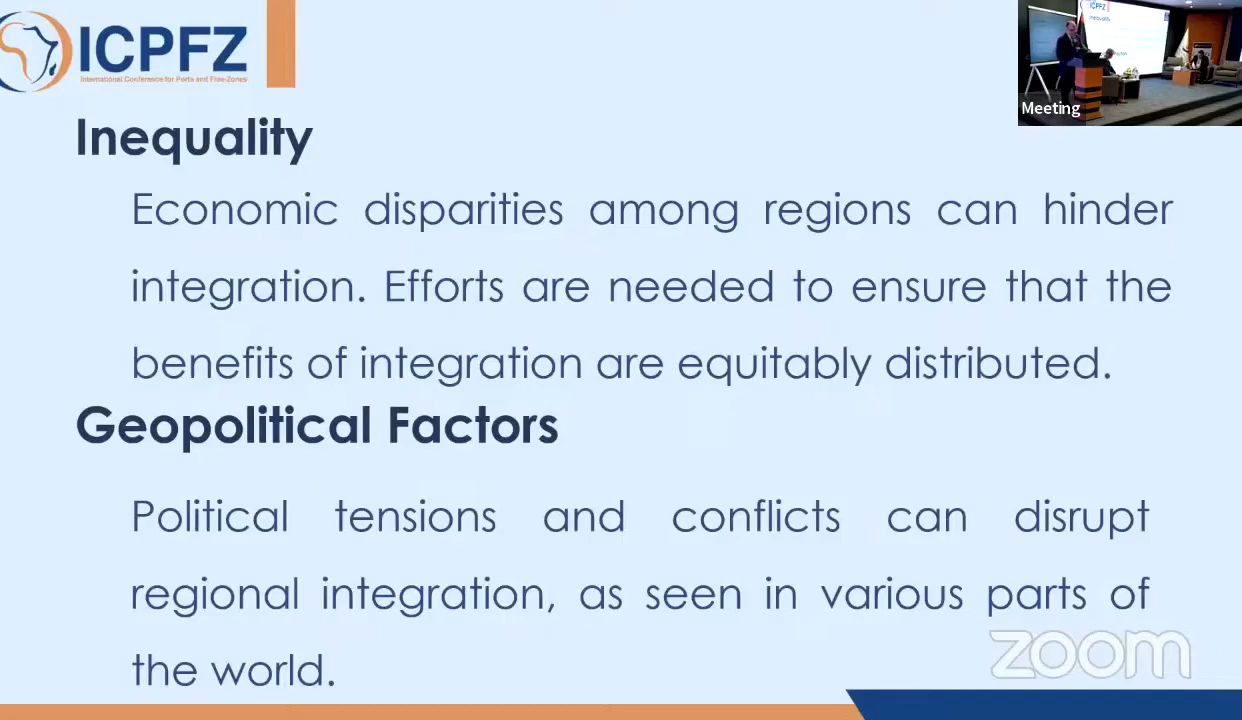 ICPFZ
International Conference for Ports and Free-Zones
Meeting
Inequality
Economic disparities among regions can hinder
integration. Efforts are needed to ensure that the
benefits of integration are equitably distributed.
Geopolitical Factors
Political tensions and conflicts can disrupt
regional integration, as seen in various parts of
the world.
zoom